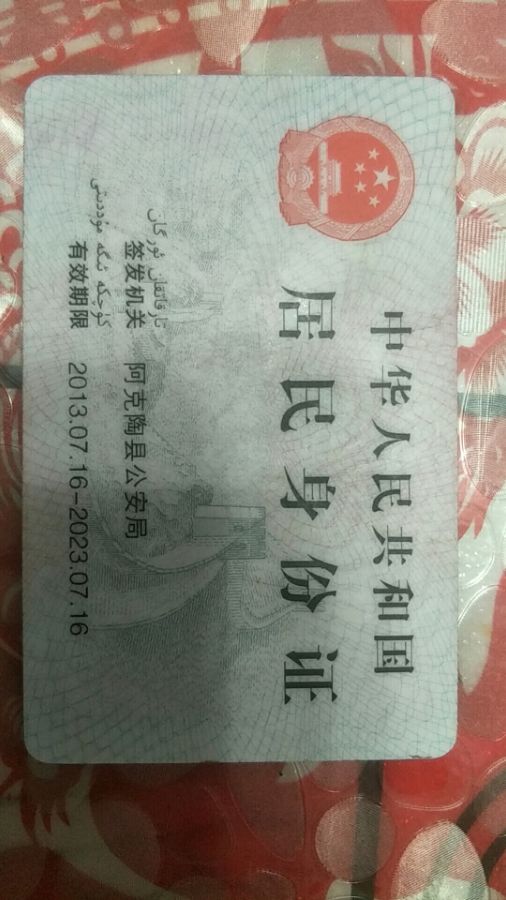 中华人民共和国
居民身份证
تارقاتقان ئورگان
签发机关 阿克陶县公安局
كۈچكە ئىگە مۇددىتى
有效期限 2013.07.16-2023.07.16